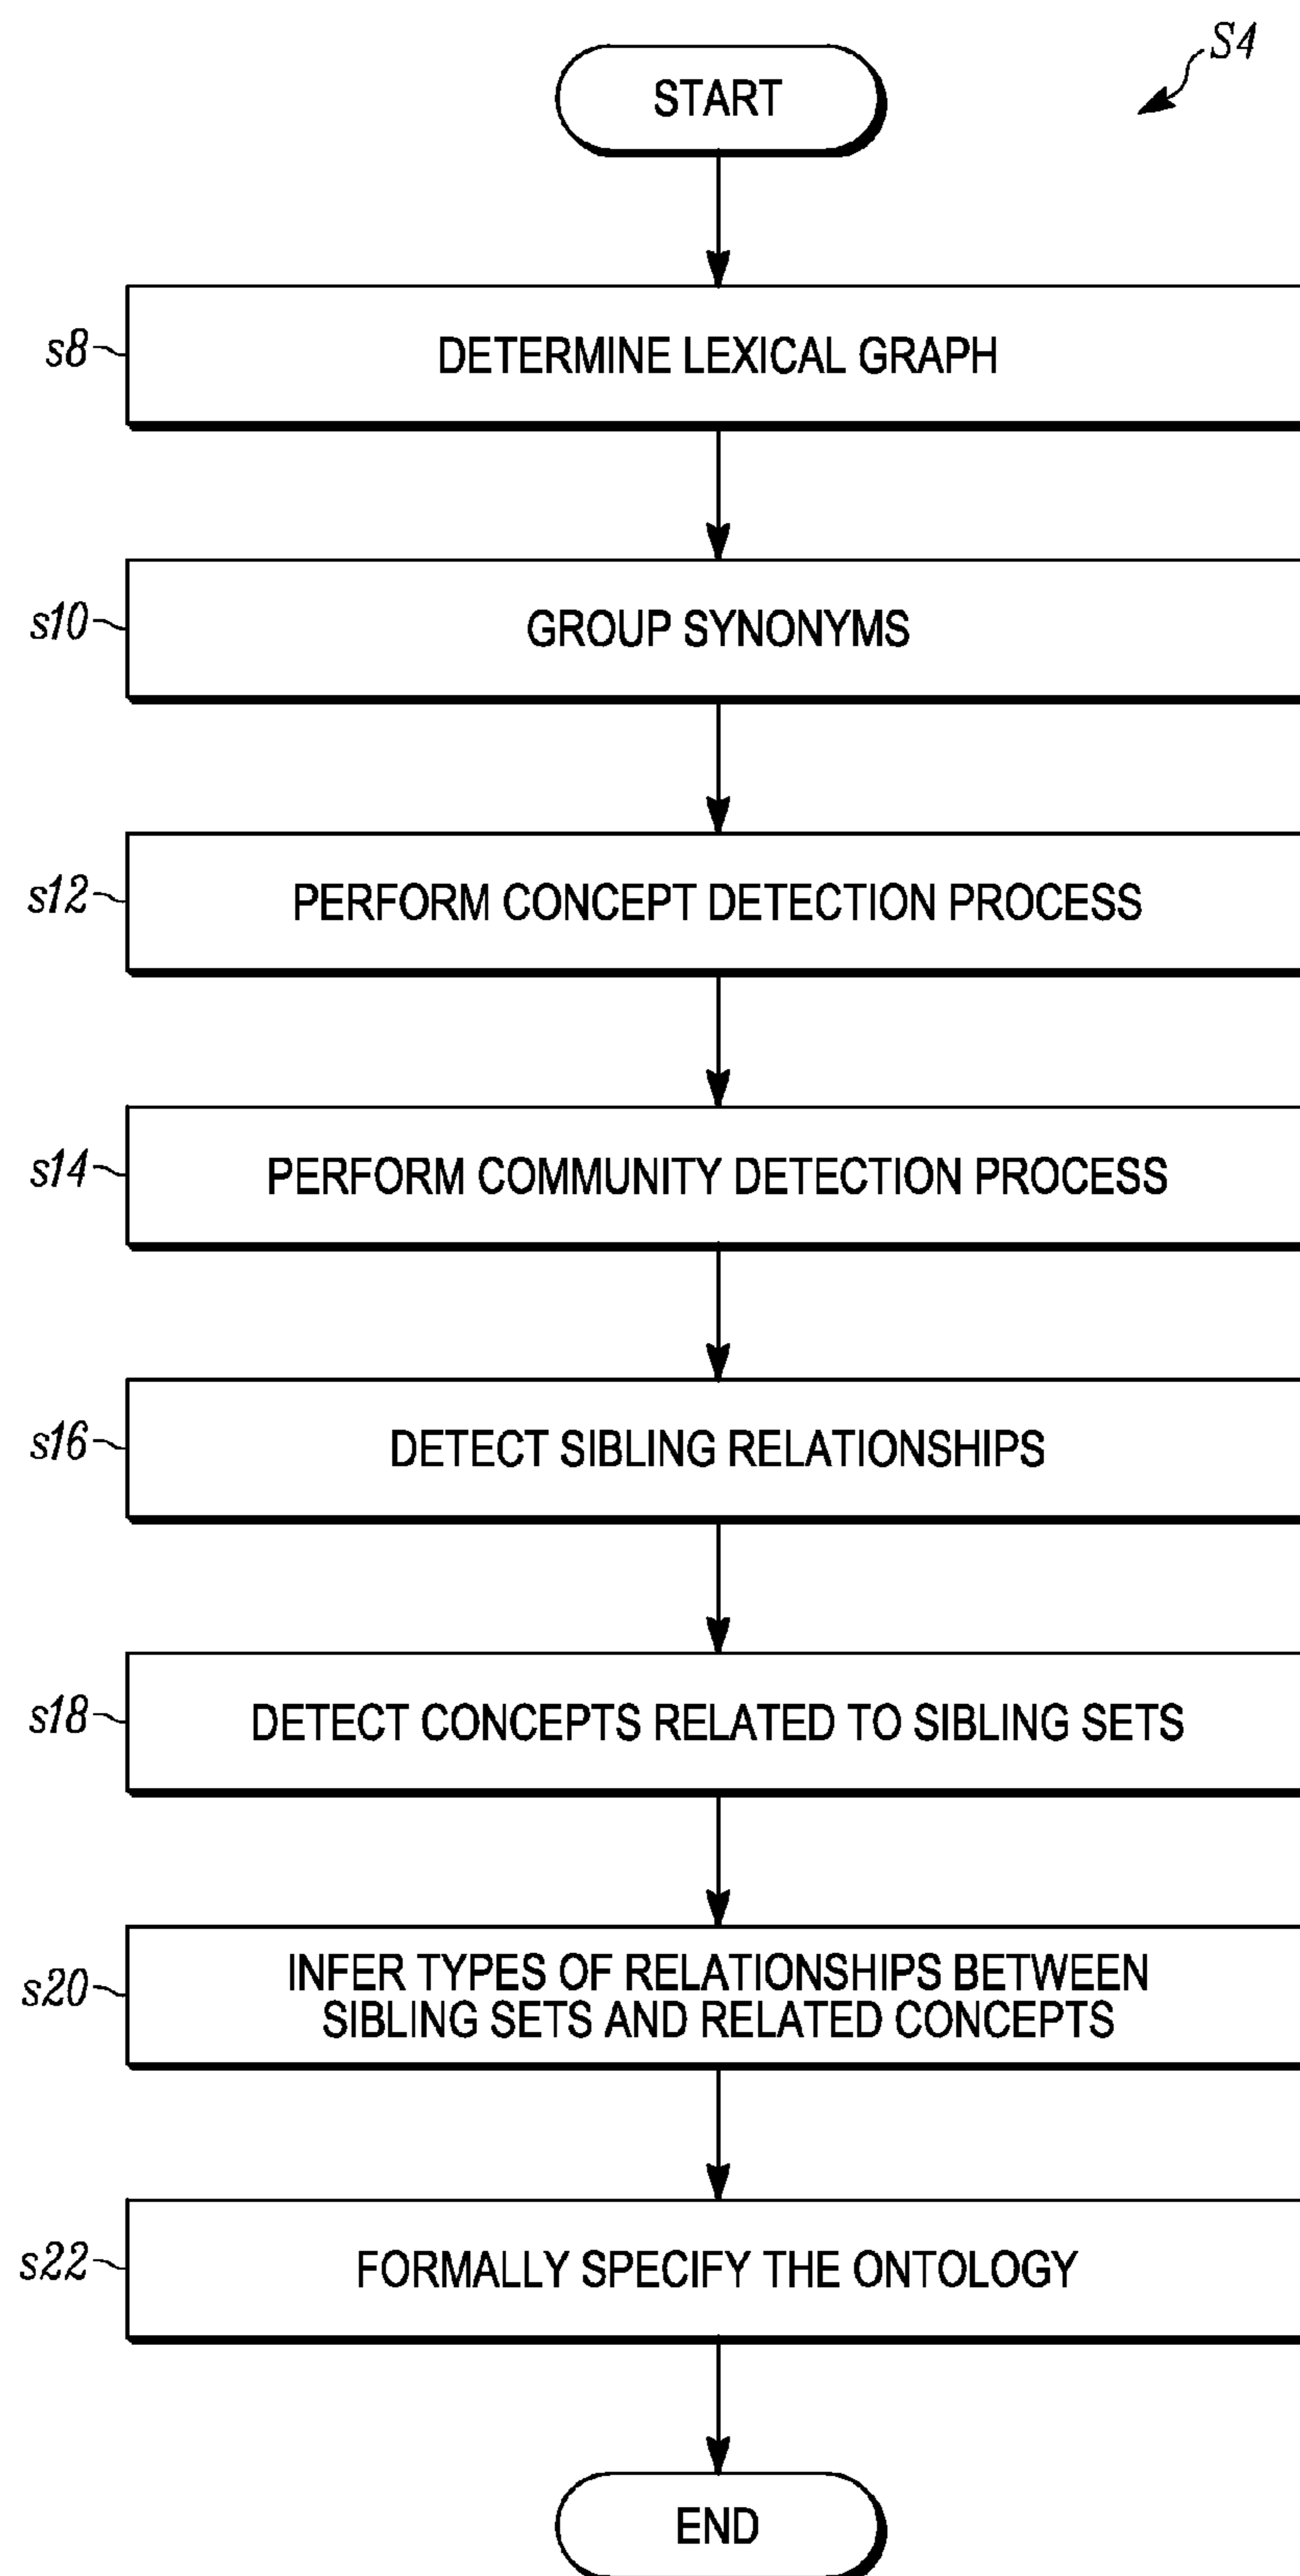 S4
START
s8
DETERMINE LEXICAL GRAPH
s10
GROUP SYNONYMS
s12
PERFORM CONCEPT DETECTION PROCESS
s14
PERFORM COMMUNITY DETECTION PROCESS
s16
DETECT SIBLING RELATIONSHIPS
s18
DETECT CONCEPTS RELATED TO SIBLING SETS
s20
INFER TYPES OF RELATIONSHIPS BETWEEN
SIBLING SETS AND RELATED CONCEPTS
s22
FORMALLY SPECIFY THE ONTOLOGY
END